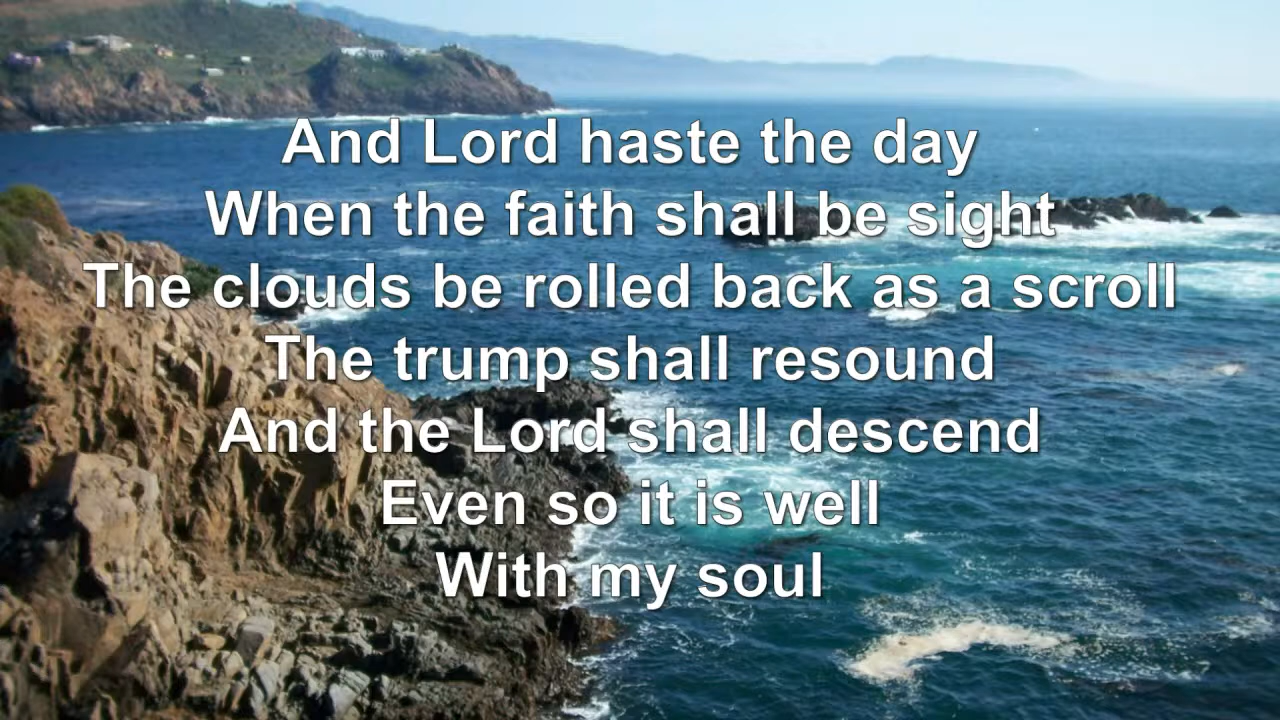 And Lord haste the day
When the faith shall be sight
The clouds be rolled back as a scroll
The trump shall resound
And the Lord shall descend
Even so it is well
With my soul